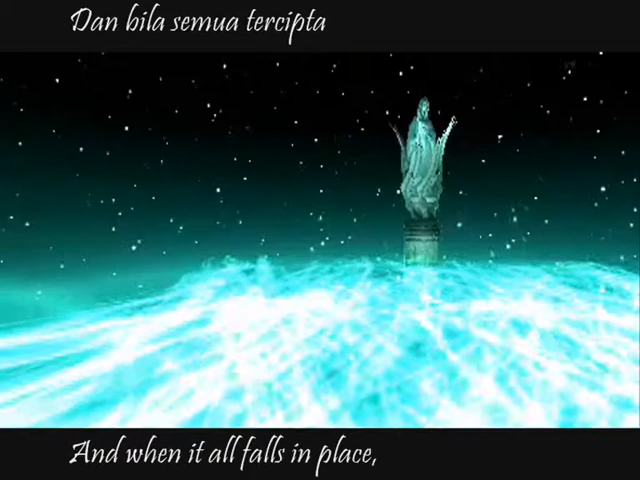 Dan bila semua tercipta
And when it all falls in place,